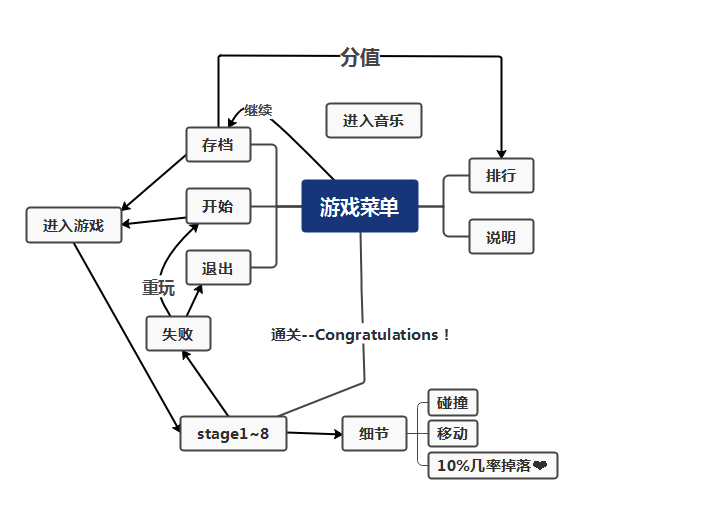 分值
继续
进入音乐
存档
排行
开始
游戏菜单
进入游戏
说明
退出
重玩
失败
通关--Congratulations！
碰撞
stage1~8
细节
移动
10%几率掉落❤